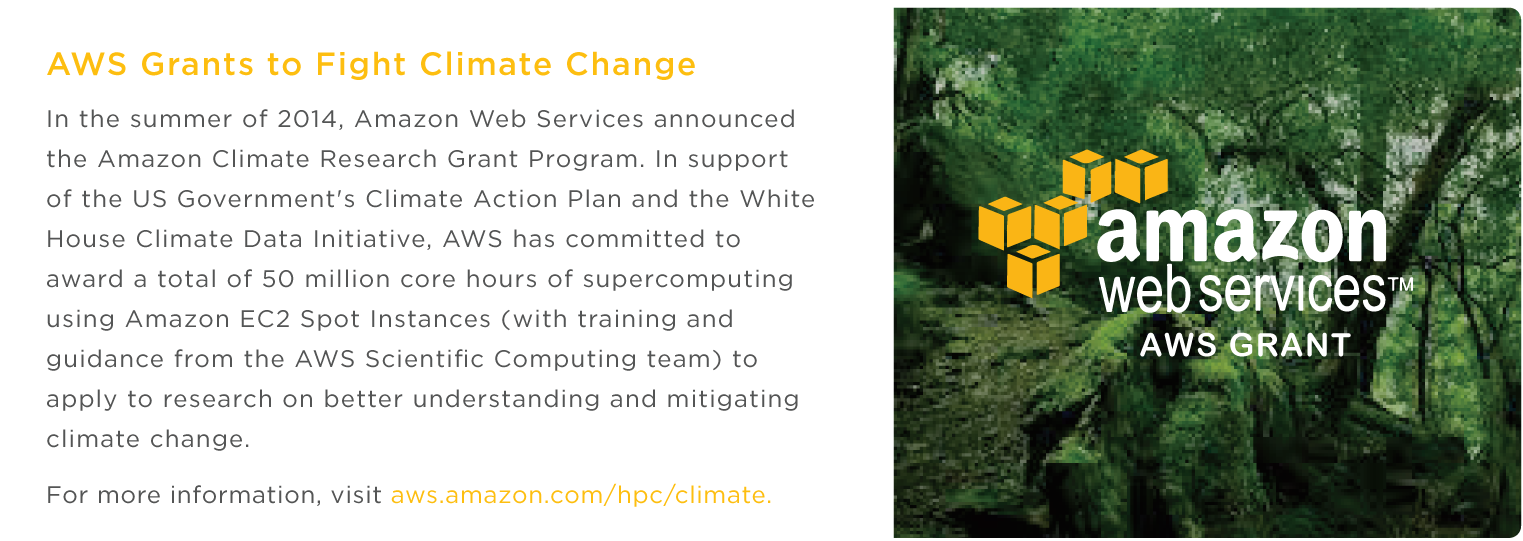 AWS Grants to Fight Climate Change
In the summer of 2014, Amazon Web Services announced
the Amazon Climate Research Grant Program. In support
of the US Government's Climate Action Plan and the White
House Climate Data Initiative, AWS has committed to
award a total of 50 million core hours of supercomputing
using Amazon EC2 Spot Instances (with training and
guidance from the AWS Scientific Computing team) to
apply to research on better understanding and mitigating
climate change.
For more information, visit aws.amazon.com/hpc/climate.
amazon
web services™
AWS GRANT